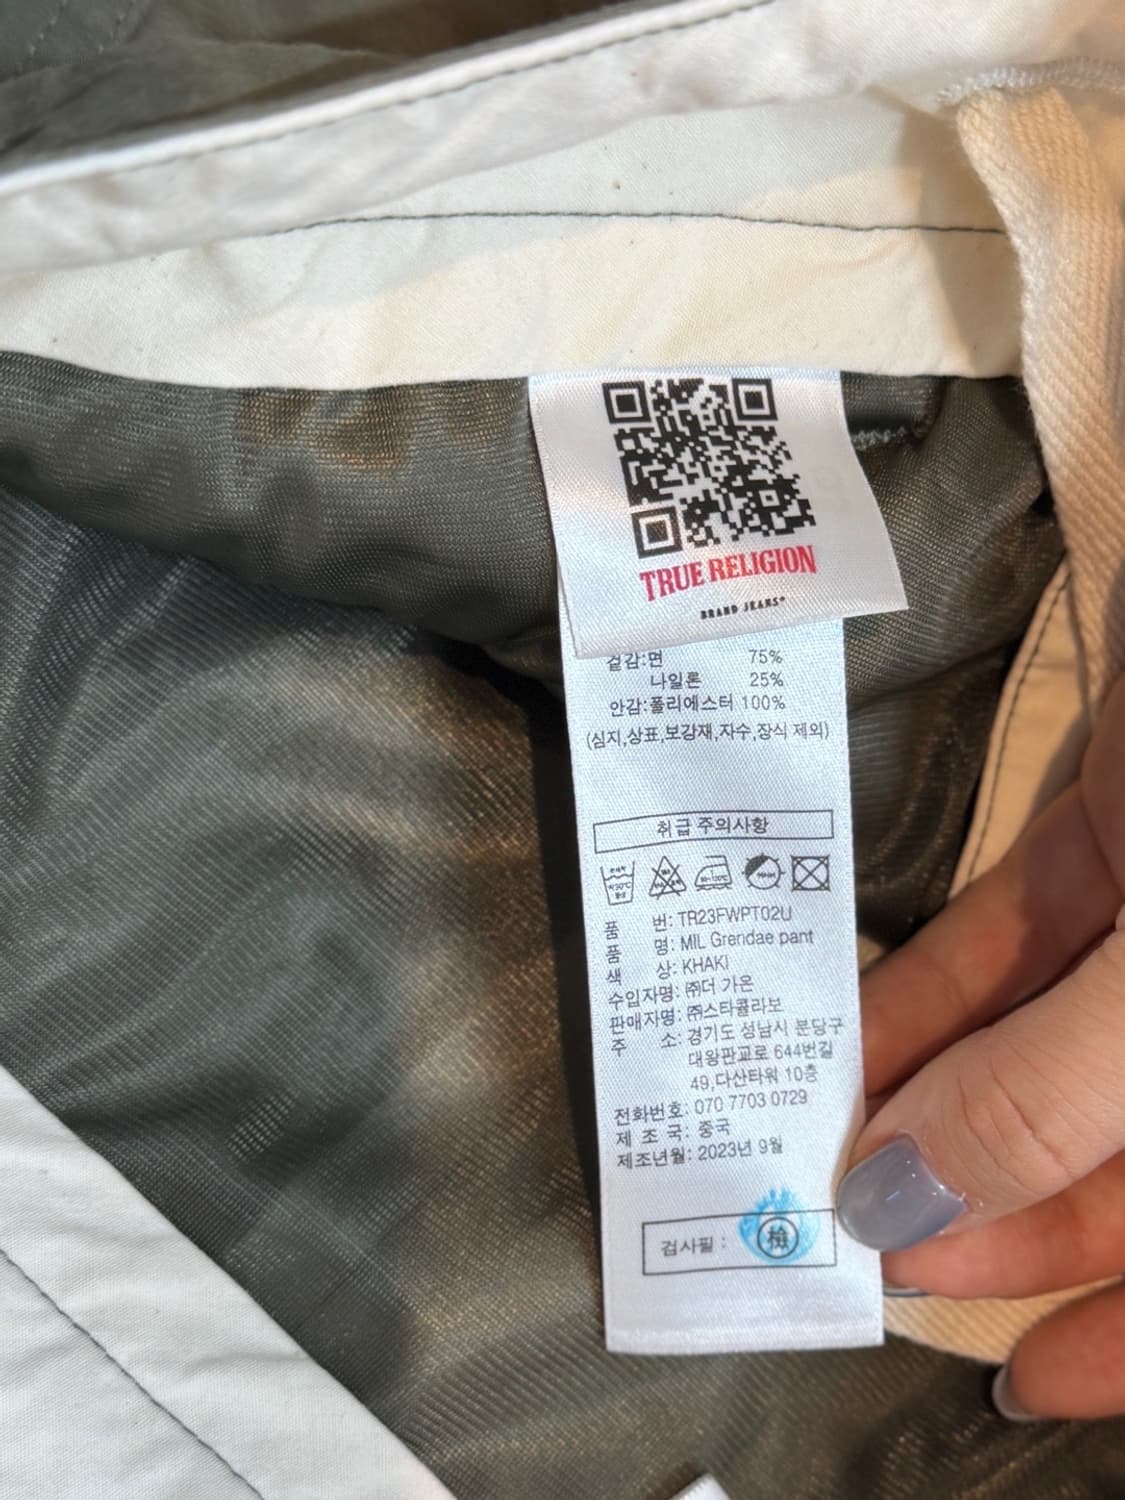 TRUE RELIGION
BRAND JEANS®
겉감:면 75%
나일론 25%
안감:폴리에스터 100%
(심지,상표,보강재,자수,장식 제외)
취급 주의사항
품 번: TR23FWPT02U
품 명: MIL Grendae pant
색 상: KHAKI
수입자명: ㈜더 가온
판매자명: ㈜스타콜라보
주 소: 경기도 성남시 분당구
대왕판교로 644번길
49,다산타워 10층
전화번호: 070 7703 0729
제 조 국: 중국
제조년월: 2023년 9월
검사필 : 檢